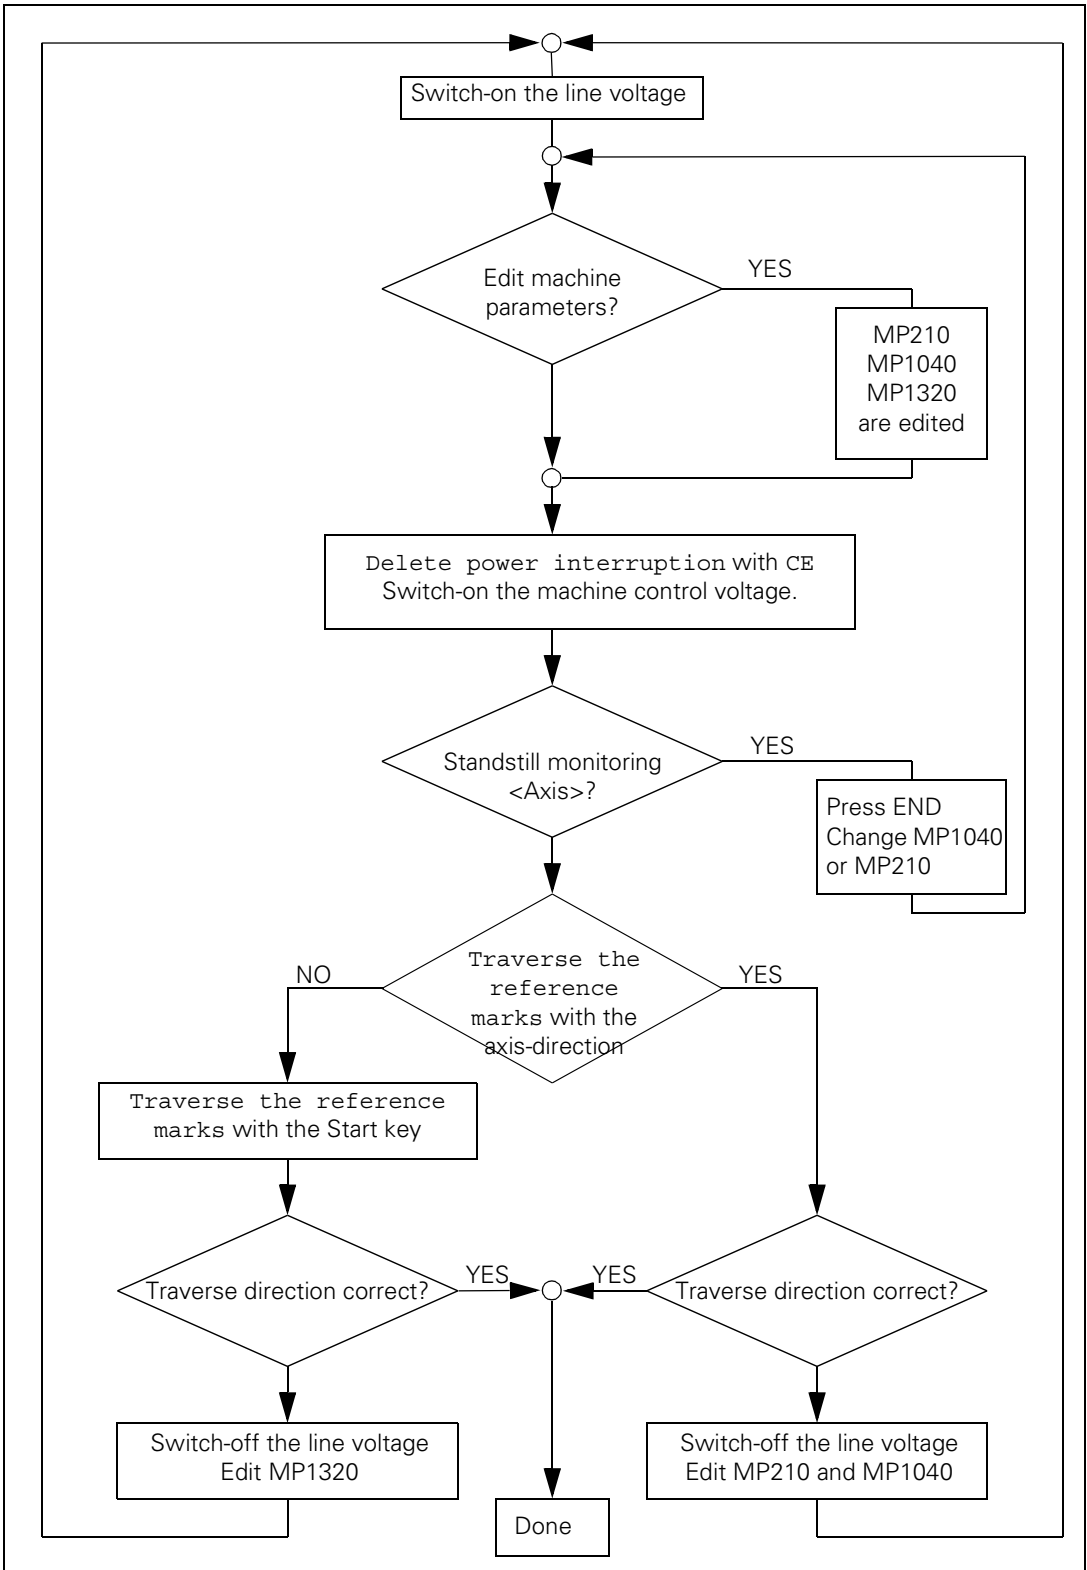 Switch-on the line voltage
Edit machine
parameters?
YES
MP210
MP1040
MP1320
are edited
Delete power interruption with CE
Switch-on the machine control voltage.
Standstill monitoring
<Axis>?
YES
Press END
Change MP1040
or MP210
Traverse the
reference
marks with the
axis-direction
NO
YES
Traverse the reference
marks with the Start key
Traverse direction correct?
YES
YES
Traverse direction correct?
Switch-off the line voltage
Edit MP1320
Switch-off the line voltage
Edit MP210 and MP1040
Done